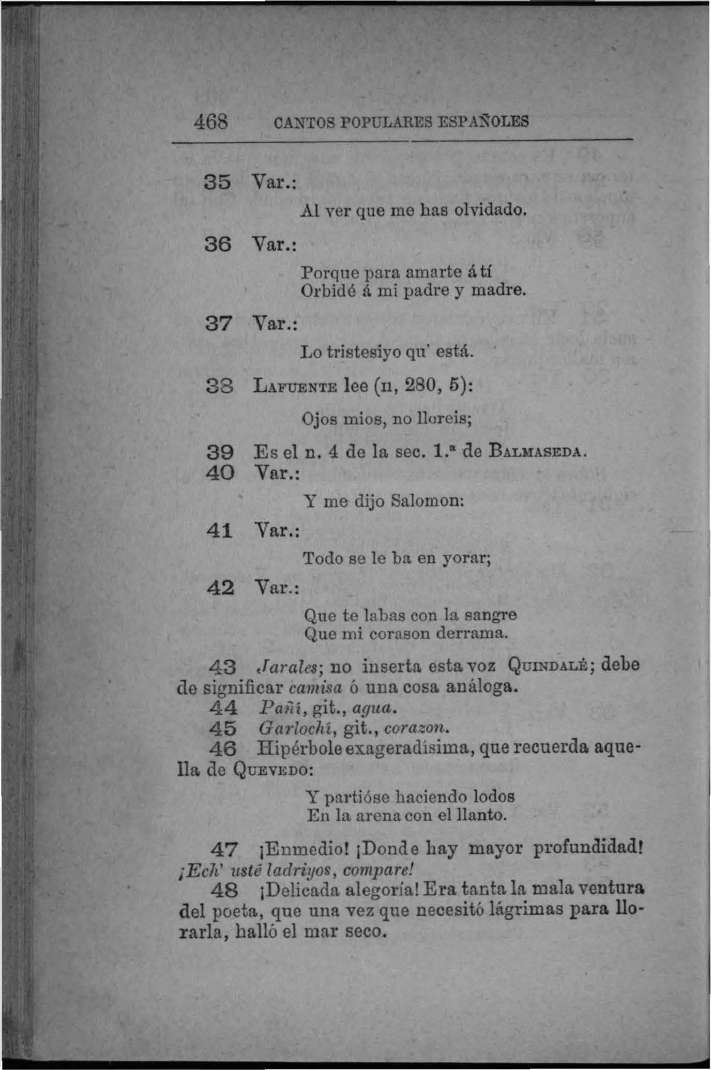 468 CANTOS POPULARES ESPAÑOLES
35 Var.:
Al ver que me has olvidado.
36 Var.:
Porque para amarte á tí
Orbidé á mi padre y madre.
37 Var.:
Lo tristesiyo qu' está.
38 LAFUENTE lee (II, 280, 5):
Ojos mios, no lloreis;
39 Es el n. 4 de la sec. 1.ª de BALMASEDA.
40 Var.:
Y me dijo Salomon:
41 Var.:
Todo se le ba en yorar;
42 Var.:
Que te labas con la sangre
Que mi corason derrama.
43 Jarales; no inserta esta voz QUINDALÉ; debe
de significar camisa ó una cosa análoga.
44 Pañí, git., agua.
45 Garlochí, git., corazon.
46 Hipérbole exageradísima, que recuerda aque-
lla de QUEVEDO:
Y partióse haciendo lodos
En la arena con el llanto.
47 ¡Enmedio! ¡Donde hay mayor profundidad!
¡Ech' usté ladriyos, compare!
48 ¡Delicada alegoría! Era tanta la mala ventura
del poeta, que una vez que necesitó lágrimas para llo-
rarla, halló el mar seco.